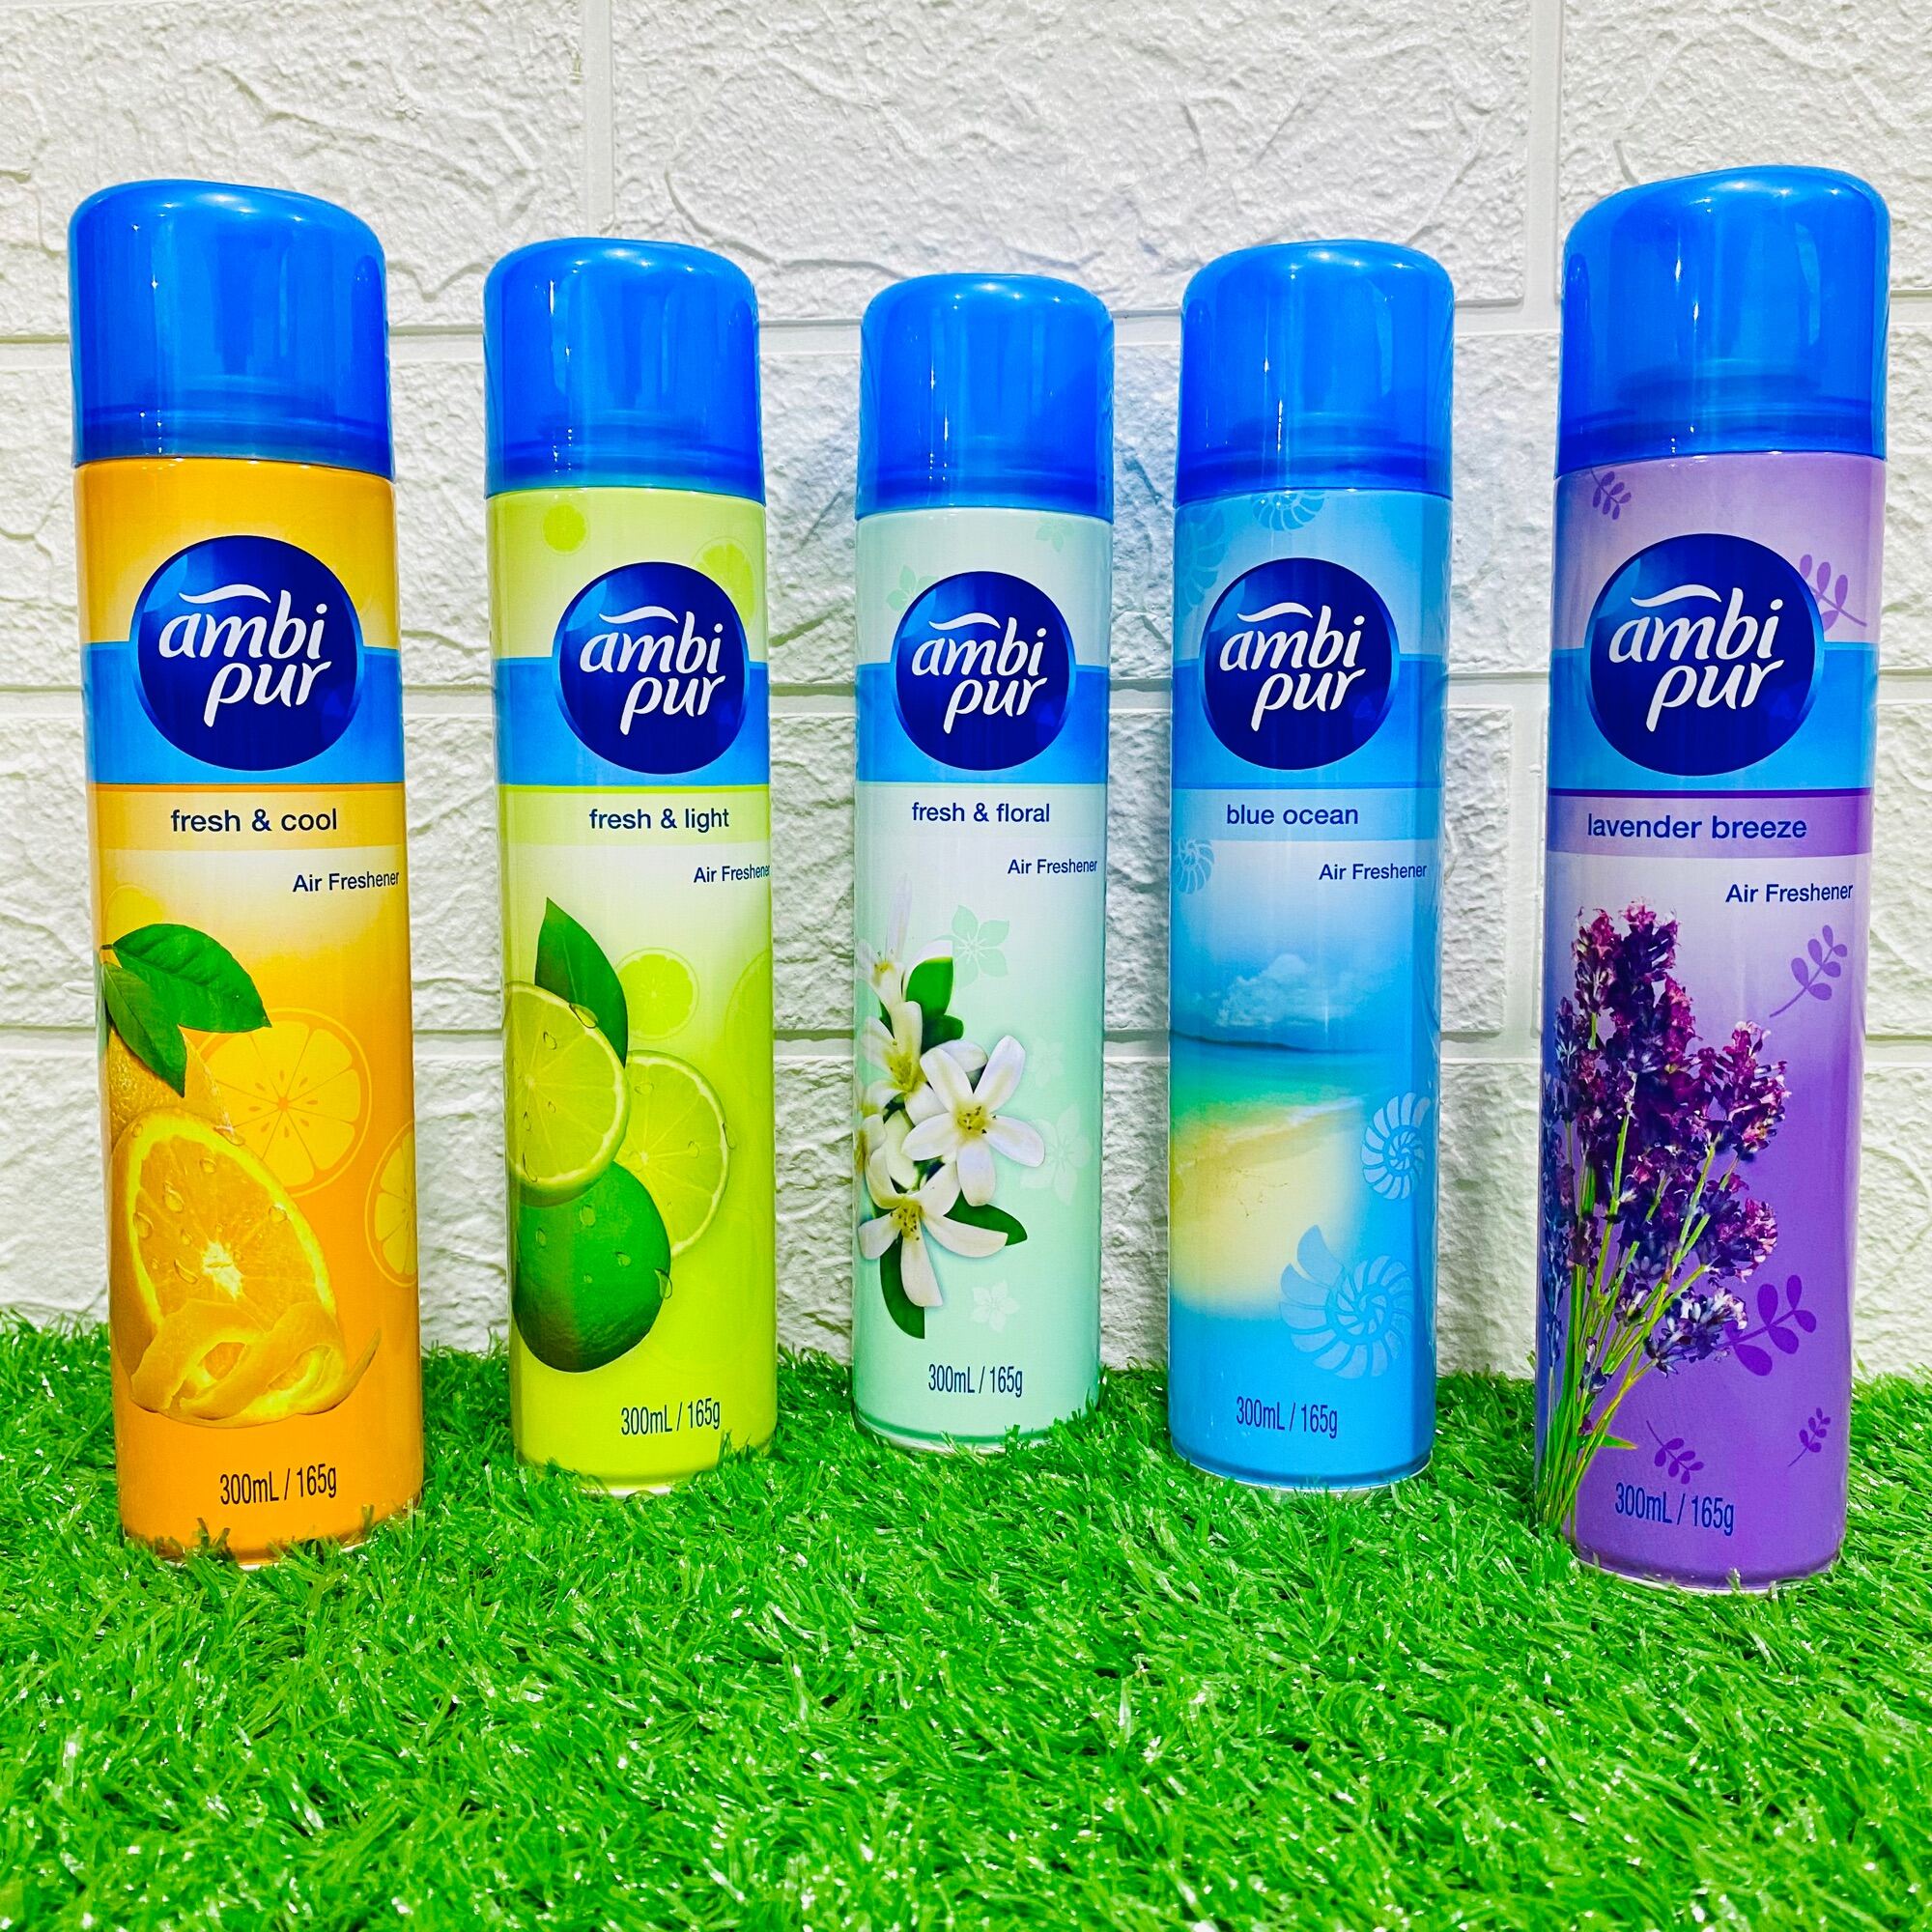 ambi
pur
fresh & cool
Air Freshener
300mL / 165g
ambi
pur
fresh & light
Air Freshener
300mL / 165g
ambi
pur
fresh & floral
Air Freshener
300mL / 165g
ambi
pur
blue ocean
Air Freshener
300mL / 165g
ambi
pur
lavender breeze
Air Freshener
300mL / 165g